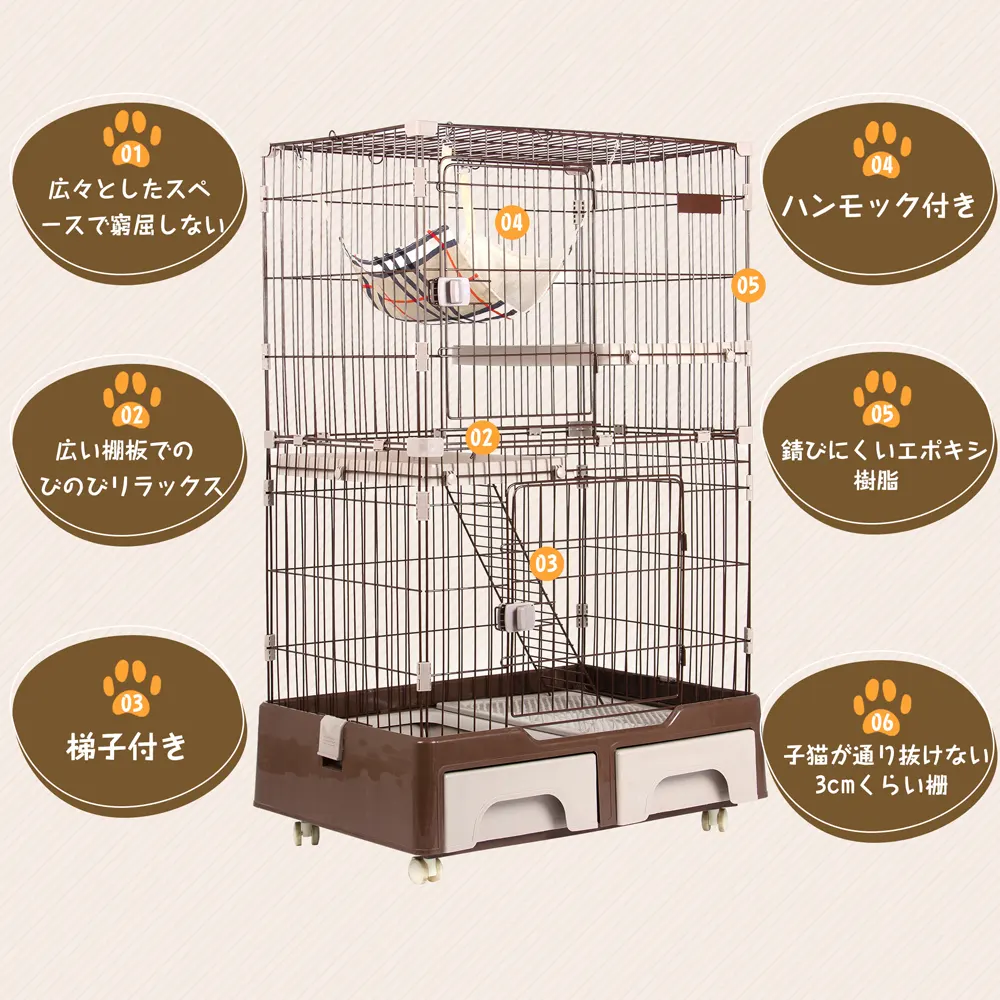 01
広々としたスペ
ースで窮屈しない
02
広い棚板での
びのびリラックス
03
梯子付き
04
ハンモック付き
05
錆びにくいエポキシ
樹脂
06
子猫が通り抜けない
3cmくらい柵
04
05
02
03